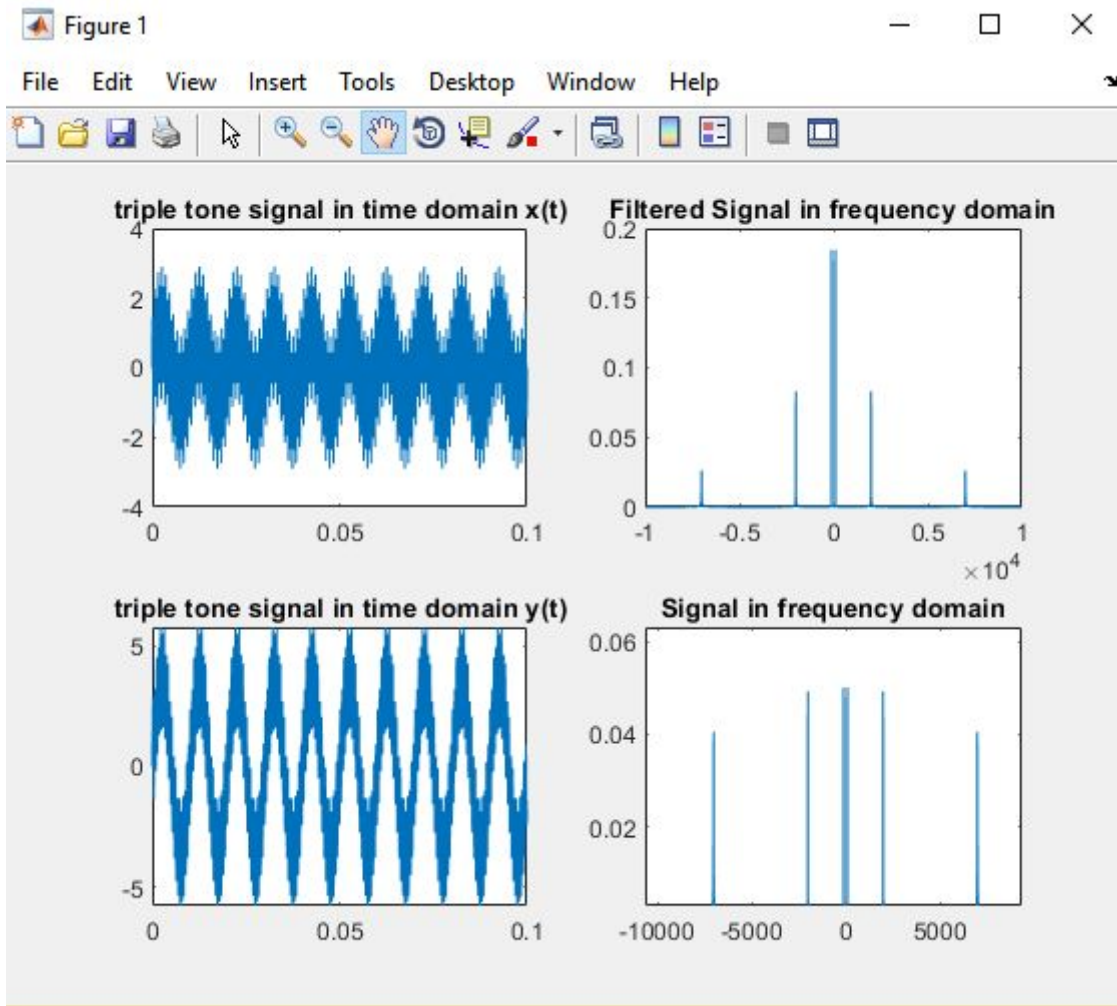 Figure 1
File Edit View Insert Tools Desktop Window Help
triple tone signal in time domain x(t)
4
2
0
-2
-4
0 0.05 0.1
Filtered Signal in frequency domain
0.2
0.15
0.1
0.05
0
-1 -0.5 0 0.5 1
×10^4
triple tone signal in time domain y(t)
5
0
-5
0 0.05 0.1
Signal in frequency domain
0.06
0.04
0.02
-10000 -5000 0 5000